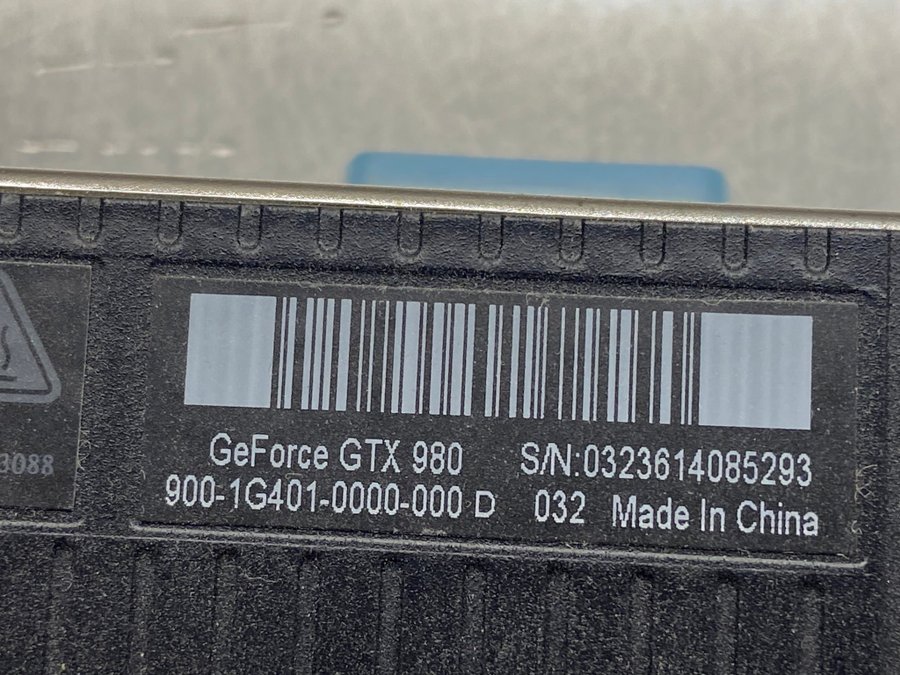 GeForce GTX 980 S/N:0323614085293
900-1G401-0000-000 D 032 Made In China
3088